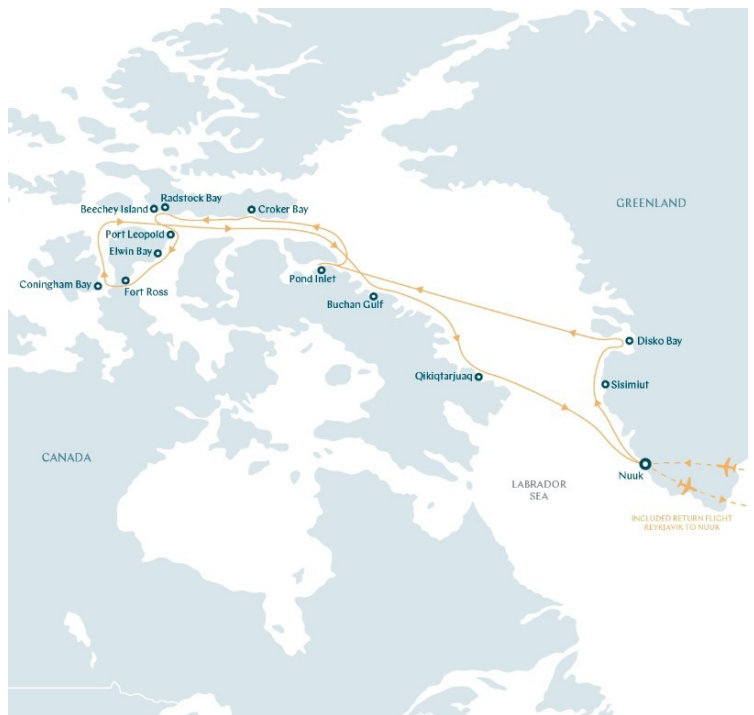 Radstock Bay
Beechey Island
Croker Bay
GREENLAND
Port Leopold
Elwin Bay
Pond Inlet
Coningham Bay
Fort Ross
Buchan Gulf
Disko Bay
Qikiqtarjuaq
Sisimiut
CANADA
Nuuk
LABRADOR
SEA
INCLUDED RETURN FLIGHT
REYKJAVIK TO NUUK